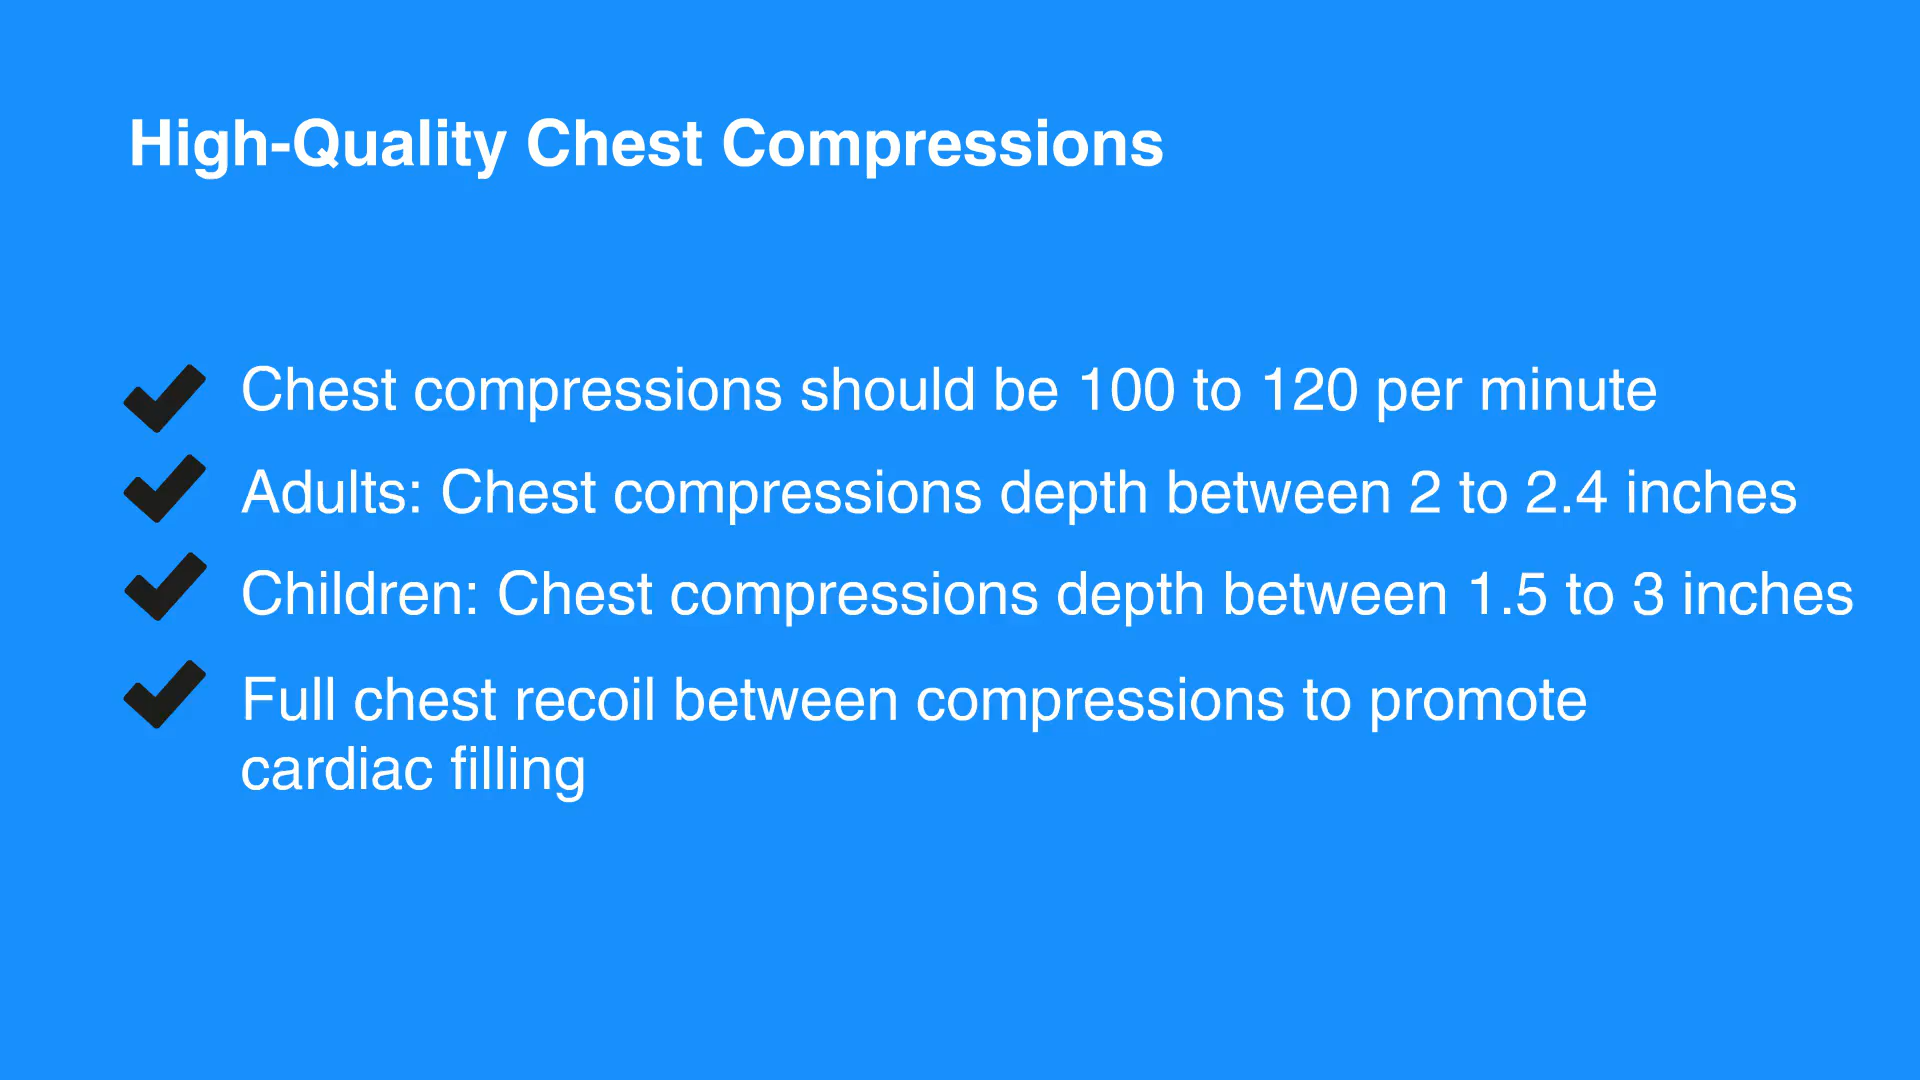 High-Quality Chest Compressions
Chest compressions should be 100 to 120 per minute
Adults: Chest compressions depth between 2 to 2.4 inches
Children: Chest compressions depth between 1.5 to 3 inches
Full chest recoil between compressions to promote
cardiac filling